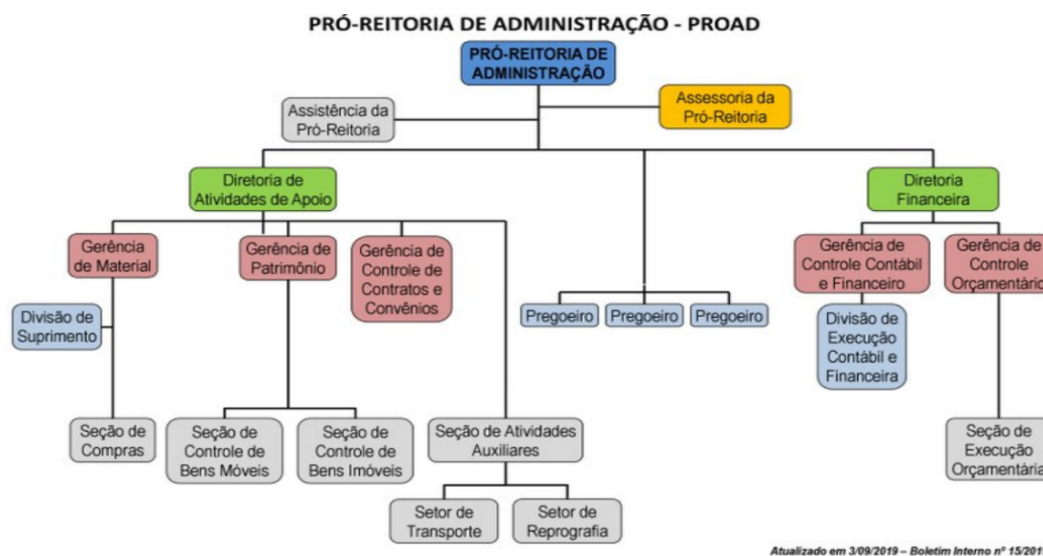 PRÓ-REITORIA DE ADMINISTRAÇÃO - PROAD
PRÓ-REITORIA DE
ADMINISTRAÇÃO
Assistência da
Pró-Reitoria
Assessoria da
Pró-Reitoria
Diretoria de
Atividades de Apoio
Diretoria
Financeira
Gerência
de Material
Gerência de
Patrimônio
Gerência de
Controle de
Contratos e
Convênios
Gerência de
Controle Contábil
e Financeiro
Gerência de
Controle
Orçamentário
Divisão de
Suprimento
Pregoeiro
Pregoeiro
Pregoeiro
Divisão de
Execução
Contábil e
Financeira
Seção de
Compras
Seção de
Controle de
Bens Móveis
Seção de
Controle de
Bens Imóveis
Seção de Atividades
Auxiliares
Seção de
Execução
Orçamentária
Setor de
Transporte
Setor de
Reprografia
Atualizado em 3/09/2019 – Boletim Interno nº 15/201